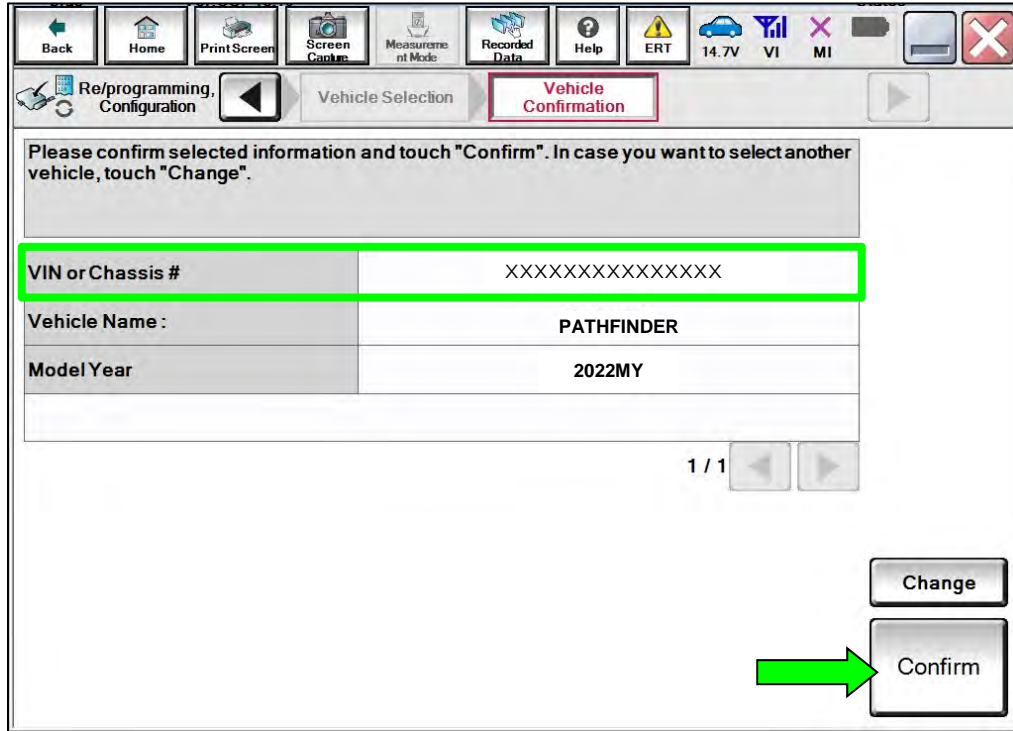 Back
Home
Print Screen
Screen
Capture
Measureme
nt Mode
Recorded
Data
Help
ERT
14.7V
VI
MI
Re/programming,
Configuration
Vehicle Selection
Vehicle
Confirmation
Please confirm selected information and touch "Confirm". In case you want to select another
vehicle, touch "Change".
VIN or Chassis # XXXXXXXXXXXXXXX
Vehicle Name : PATHFINDER
Model Year 2022MY
1 / 1
Change
Confirm